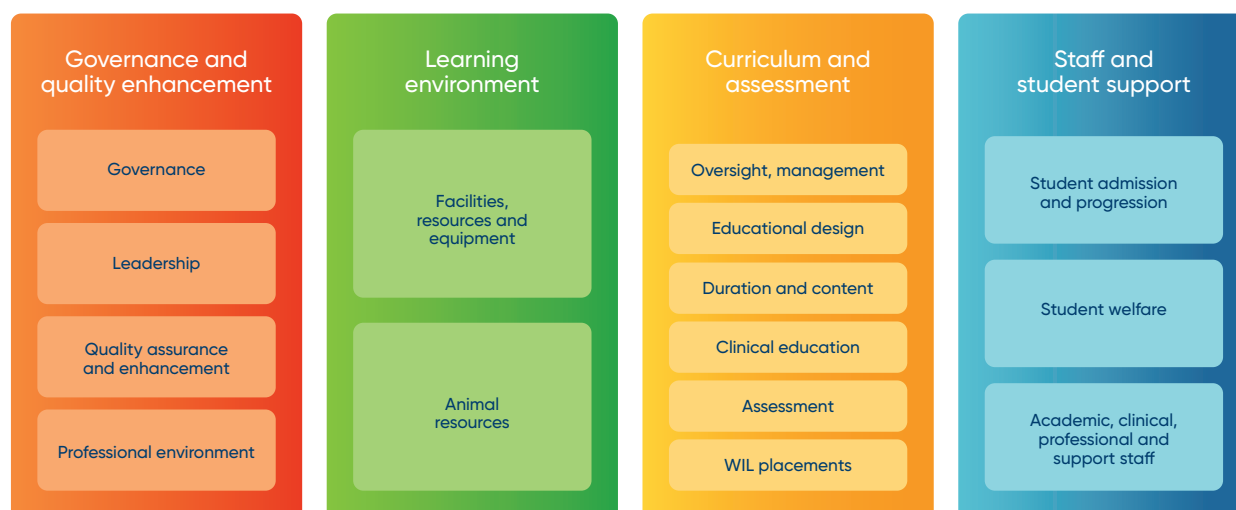 Governance and
quality enhancement
Governance
Leadership
Quality assurance
and enhancement
Professional environment
Learning
environment
Facilities,
resources and
equipment
Animal
resources
Curriculum and
assessment
Oversight, management
Educational design
Duration and content
Clinical education
Assessment
WIL placements
Staff and
student support
Student admission
and progression
Student welfare
Academic, clinical,
professional and
support staff